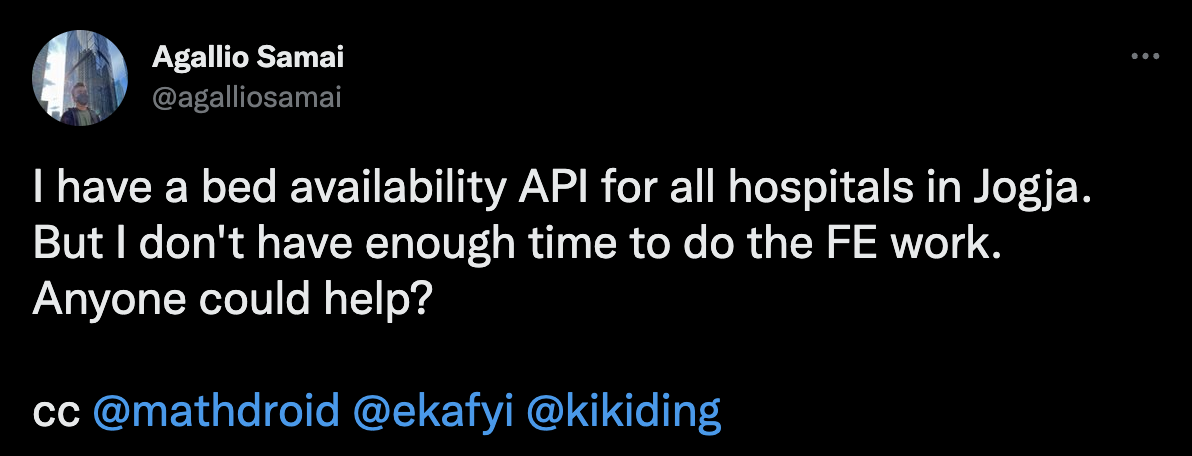 Agallio Samai
@agalliosamai
I have a bed availability API for all hospitals in Jogja.
But I don't have enough time to do the FE work.
Anyone could help?
cc @mathdroid @ekafyi @kikiding